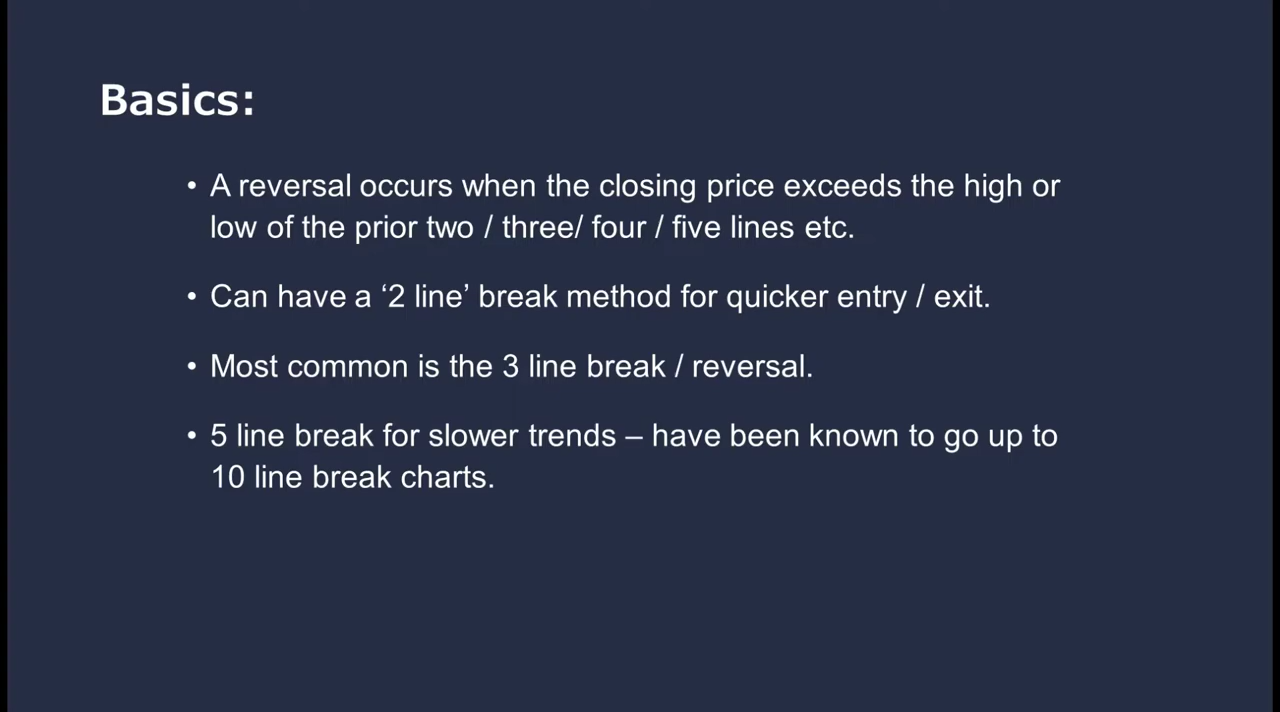 Basics:
• A reversal occurs when the closing price exceeds the high or
low of the prior two / three/ four / five lines etc.
• Can have a ‘2 line’ break method for quicker entry / exit.
• Most common is the 3 line break / reversal.
• 5 line break for slower trends – have been known to go up to
10 line break charts.